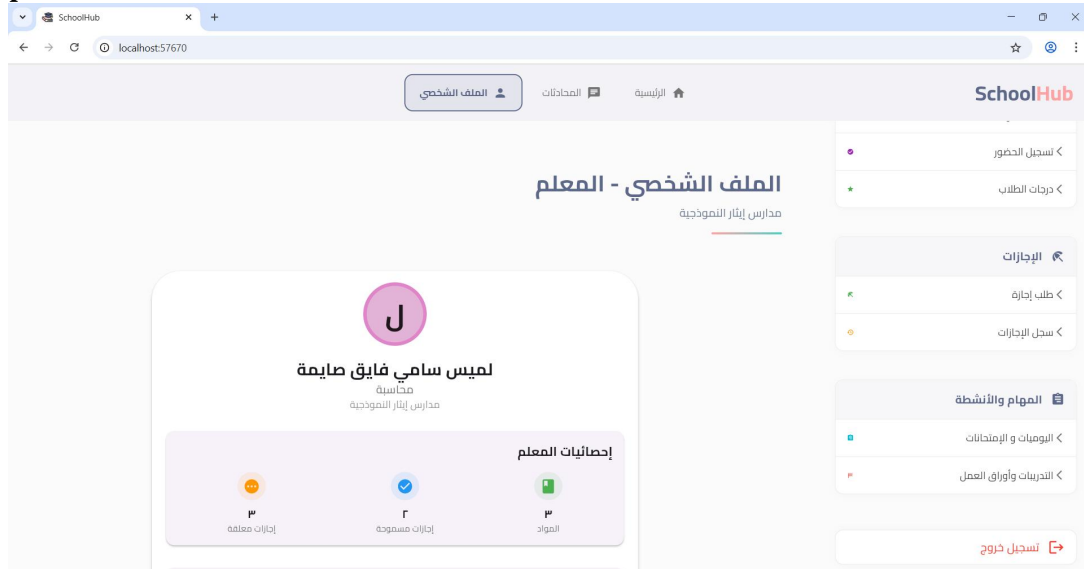 SchoolHub
localhost:57670
SchoolHub
الرئيسية
المحادثات
الملف الشخصي
تسجيل الحضور
درجات الطلاب
الإجازات
طلب إجازة
سجل الإجازات
المهام والأنشطة
اليوميات و الإمتحانات
التدريبات وأوراق العمل
تسجيل خروج
الملف الشخصي - المعلم
مدارس إيثار النموذجية
ل
لميس سامي فايق صايمة
محاسبة
مدارس إيثار النموذجية
إحصائيات المعلم
٣
المواد
٢
إجازات مسموحة
٣
إجازات معلقة